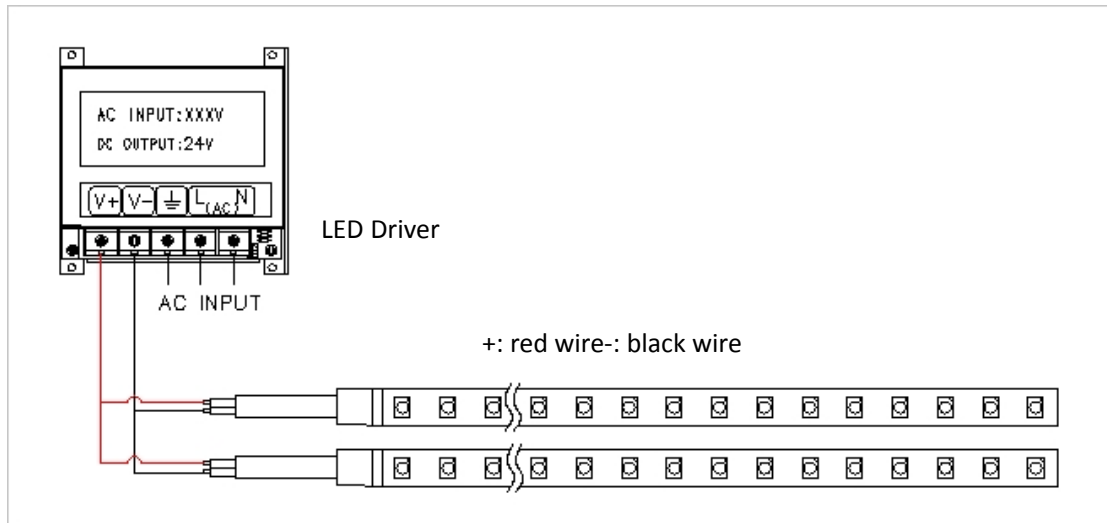 AC INPUT:XXXV
DC OUTPUT:24V
V+ V- L(AC)N
LED Driver
AC INPUT
+: red wire-: black wire